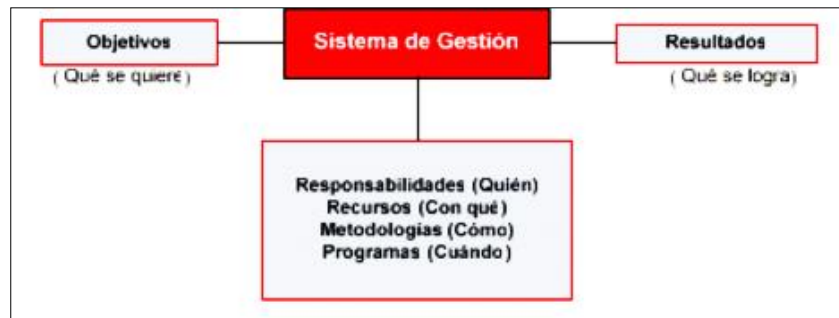 Objetivos
( Qué se quiere)
Sistema de Gestión
Resultados
( Qué se logra)
Responsabilidades (Quién)
Recursos (Con qué)
Metodologías (Cómo)
Programas (Cuándo)